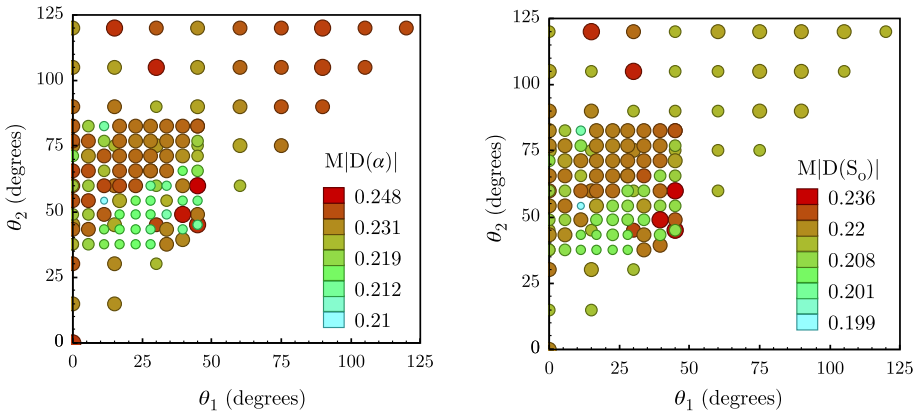 125
100
75
50
25
0
θ₂ (degrees)
0 25 50 75 100 125
θ₁ (degrees)
M|D(α)|
0.248
0.231
0.219
0.212
0.21
125
100
75
50
25
0
θ₂ (degrees)
0 25 50 75 100 125
θ₁ (degrees)
M|D(Sₒ)|
0.236
0.22
0.208
0.201
0.199